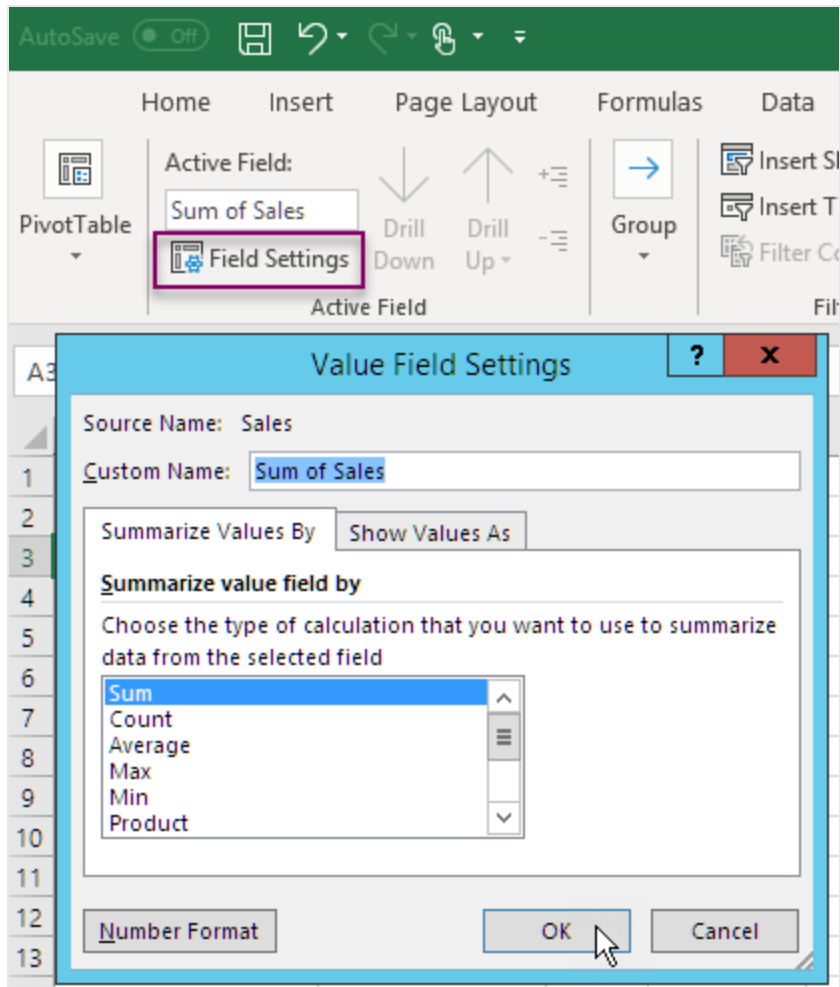 AutoSave Off
Home Insert Page Layout Formulas Data
Active Field:
Insert
Sum of Sales
PivotTable
Field Settings
Drill
Down
Drill
Up
Group
Insert
Filter
Active Field
A3
Value Field Settings
? X
Source Name: Sales
Custom Name: Sum of Sales
Summarize Values By Show Values As
Summarize value field by
Choose the type of calculation that you want to use to summarize
data from the selected field
Sum
Count
Average
Max
Min
Product
Number Format OK Cancel
1
2
3
4
5
6
7
8
9
10
11
12
13